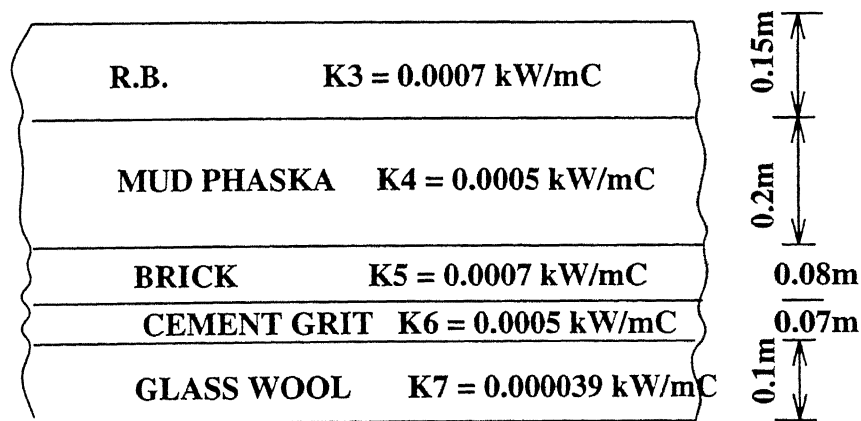 R.B. K3 = 0.0007 kW/mC 0.15m
MUD PHASKA K4 = 0.0005 kW/mC 0.2m
BRICK K5 = 0.0007 kW/mC 0.08m
CEMENT GRIT K6 = 0.0005 kW/mC 0.07m
GLASS WOOL K7 = 0.000039 kW/mC 0.1m